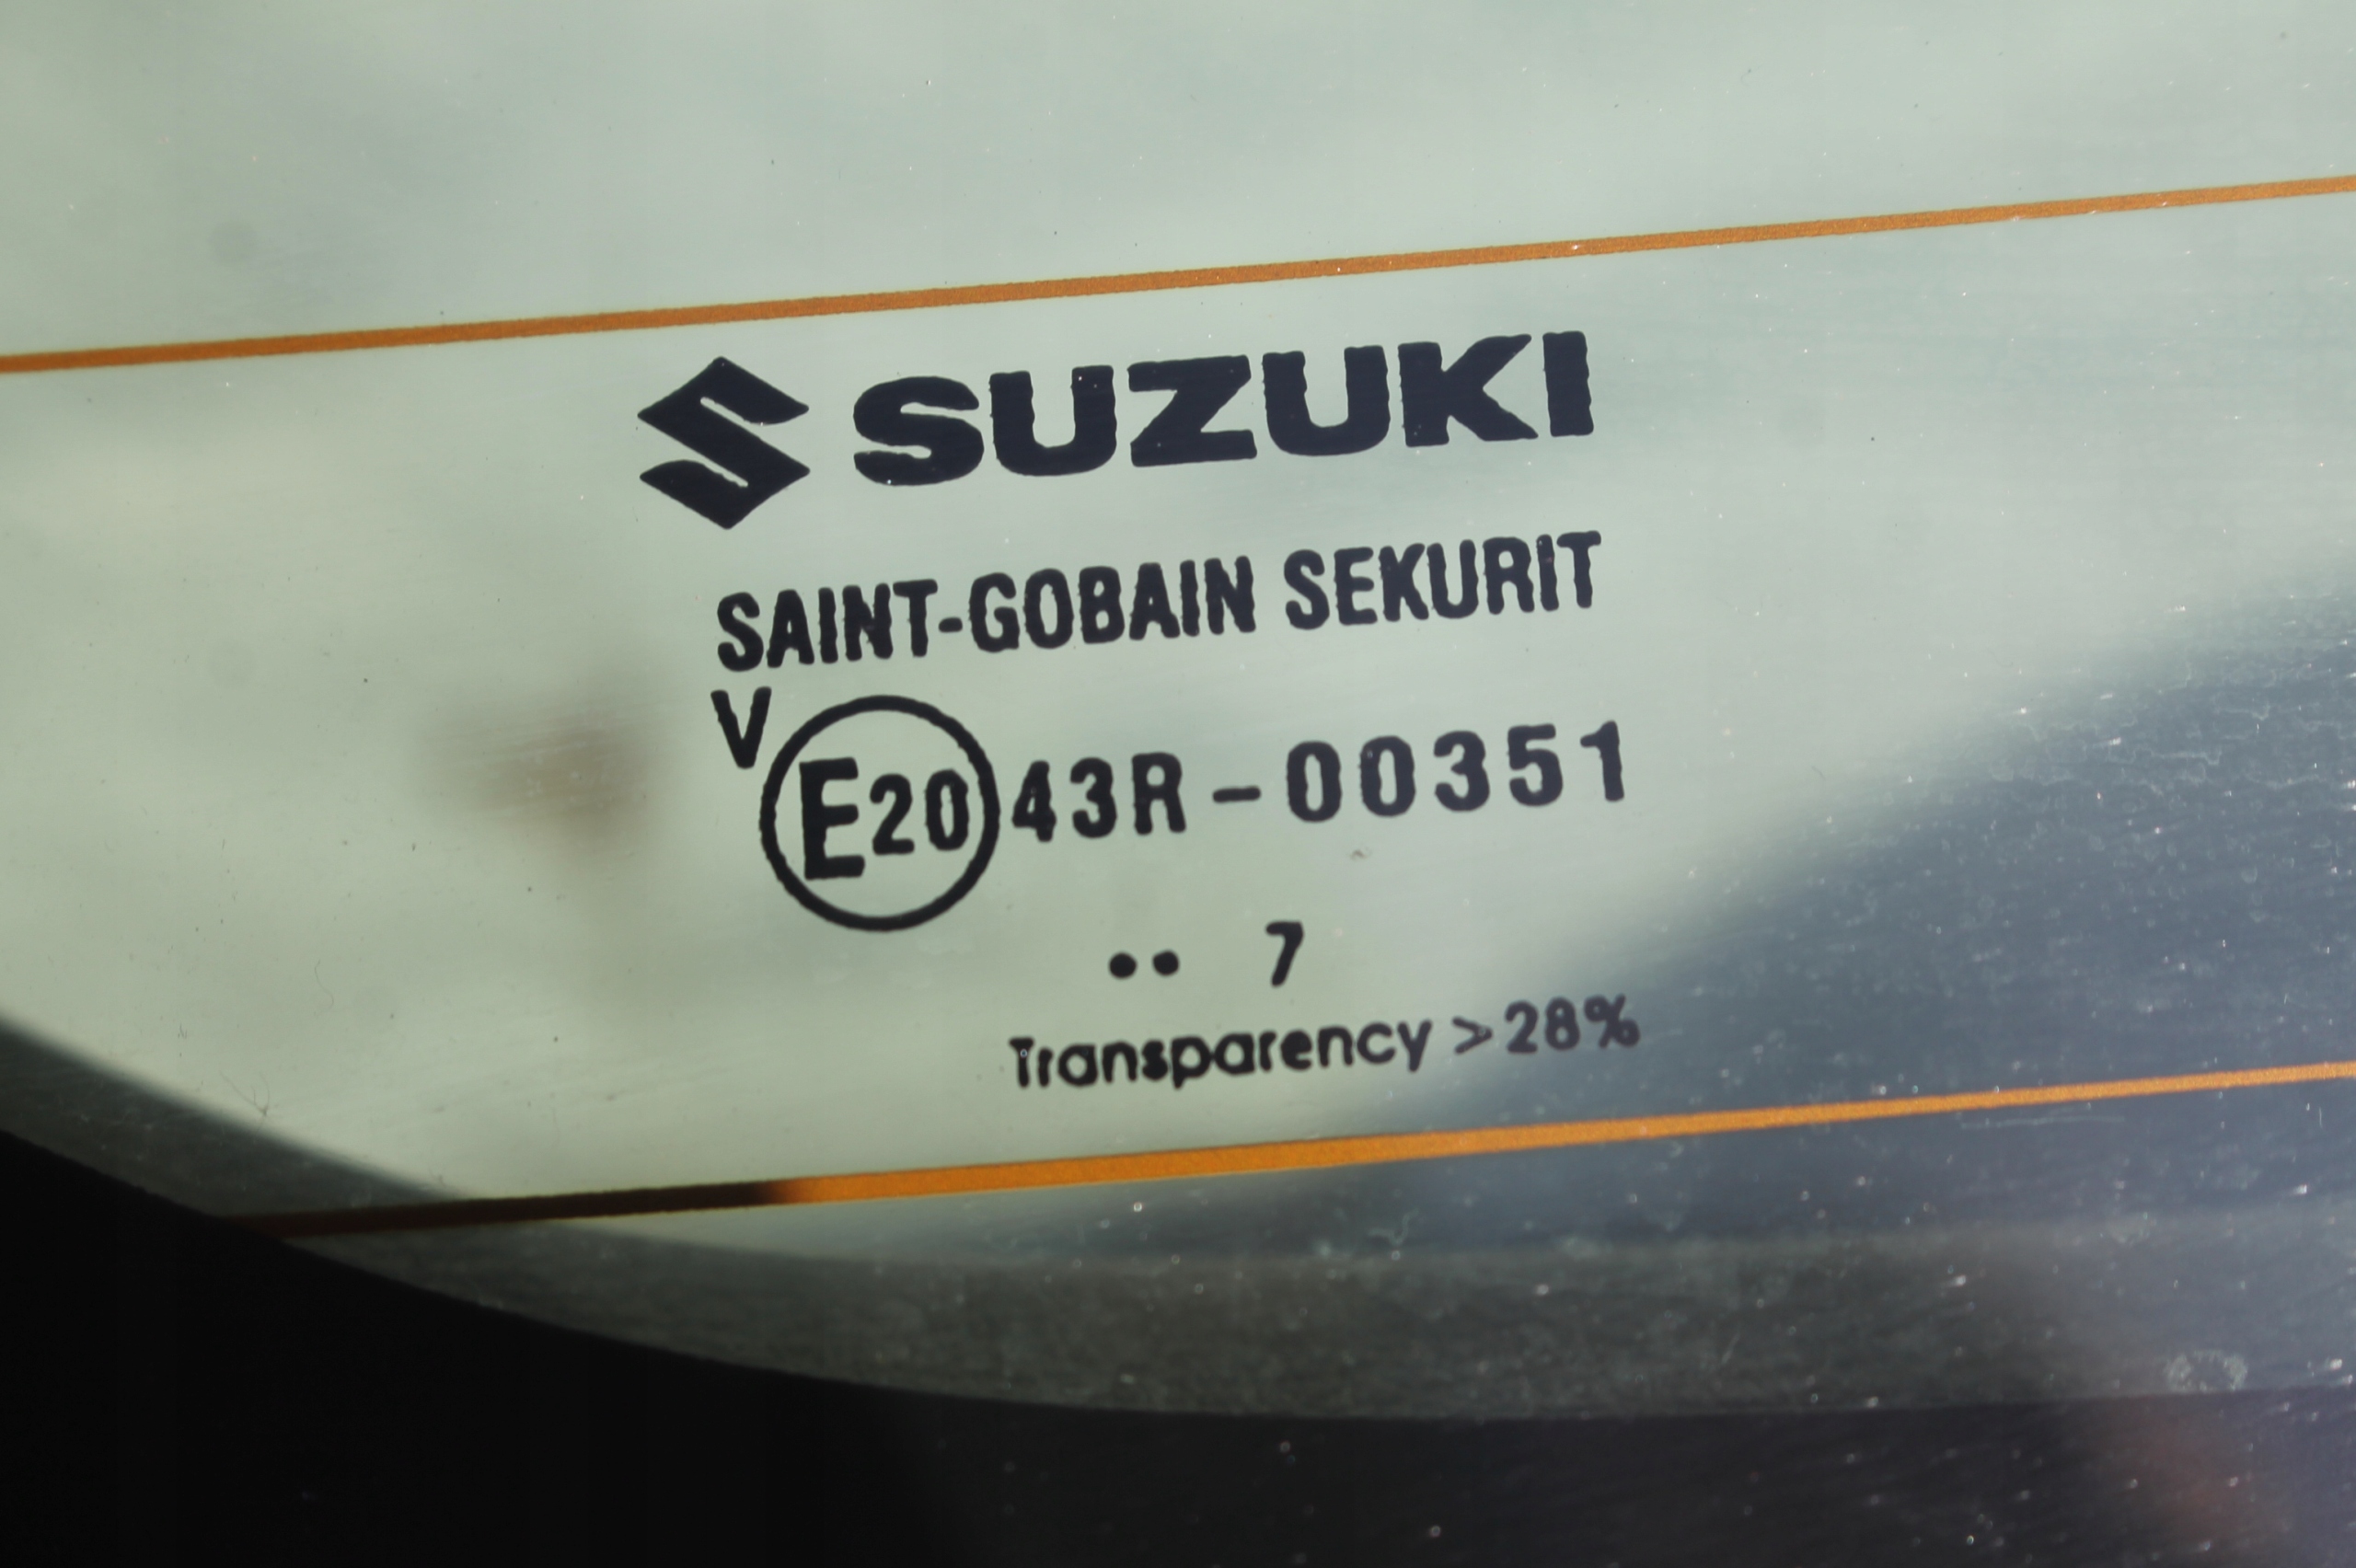 SUZUKI
SAINT-GOBAIN SEKURIT
V
E20 43R-00351
•• 7
Transparency >28%